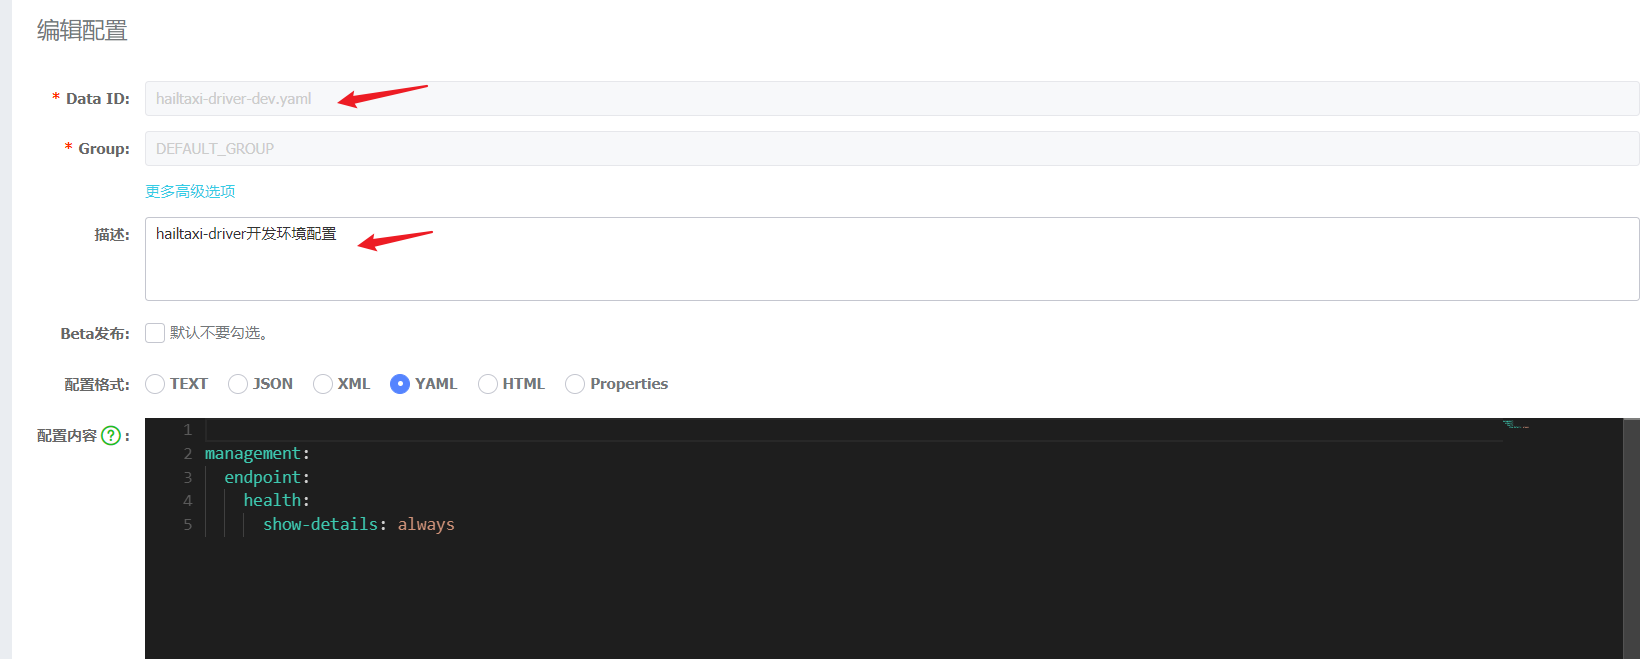 编辑配置
* Data ID: hailtaxi-driver-dev.yaml
* Group: DEFAULT_GROUP
更多高级选项
描述: hailtaxi-driver开发环境配置
Beta发布: 默认不要勾选。
配置格式: TEXT JSON XML YAML HTML Properties
配置内容 ? :
1
2 management:
3 endpoint:
4 health:
5 show-details: always